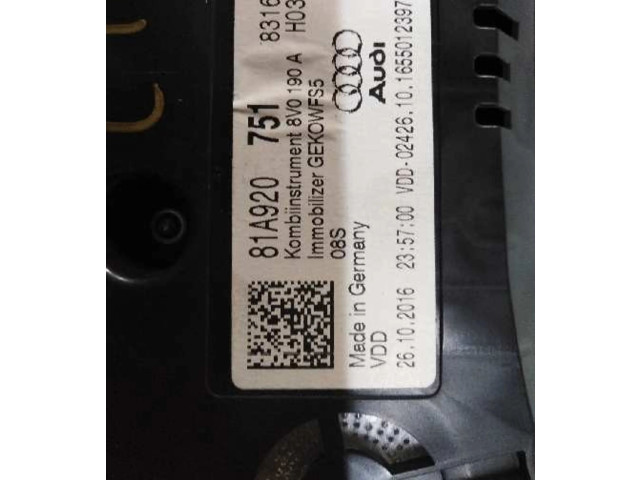 81A920 751 8316
Kombiinstrument 8V0 190 A H03
Immobilizer GEKOWFS5
08S
Audi
Made in Germany
VDD
26.10.2016 23:57:00 VDD-02426.10.1655012397